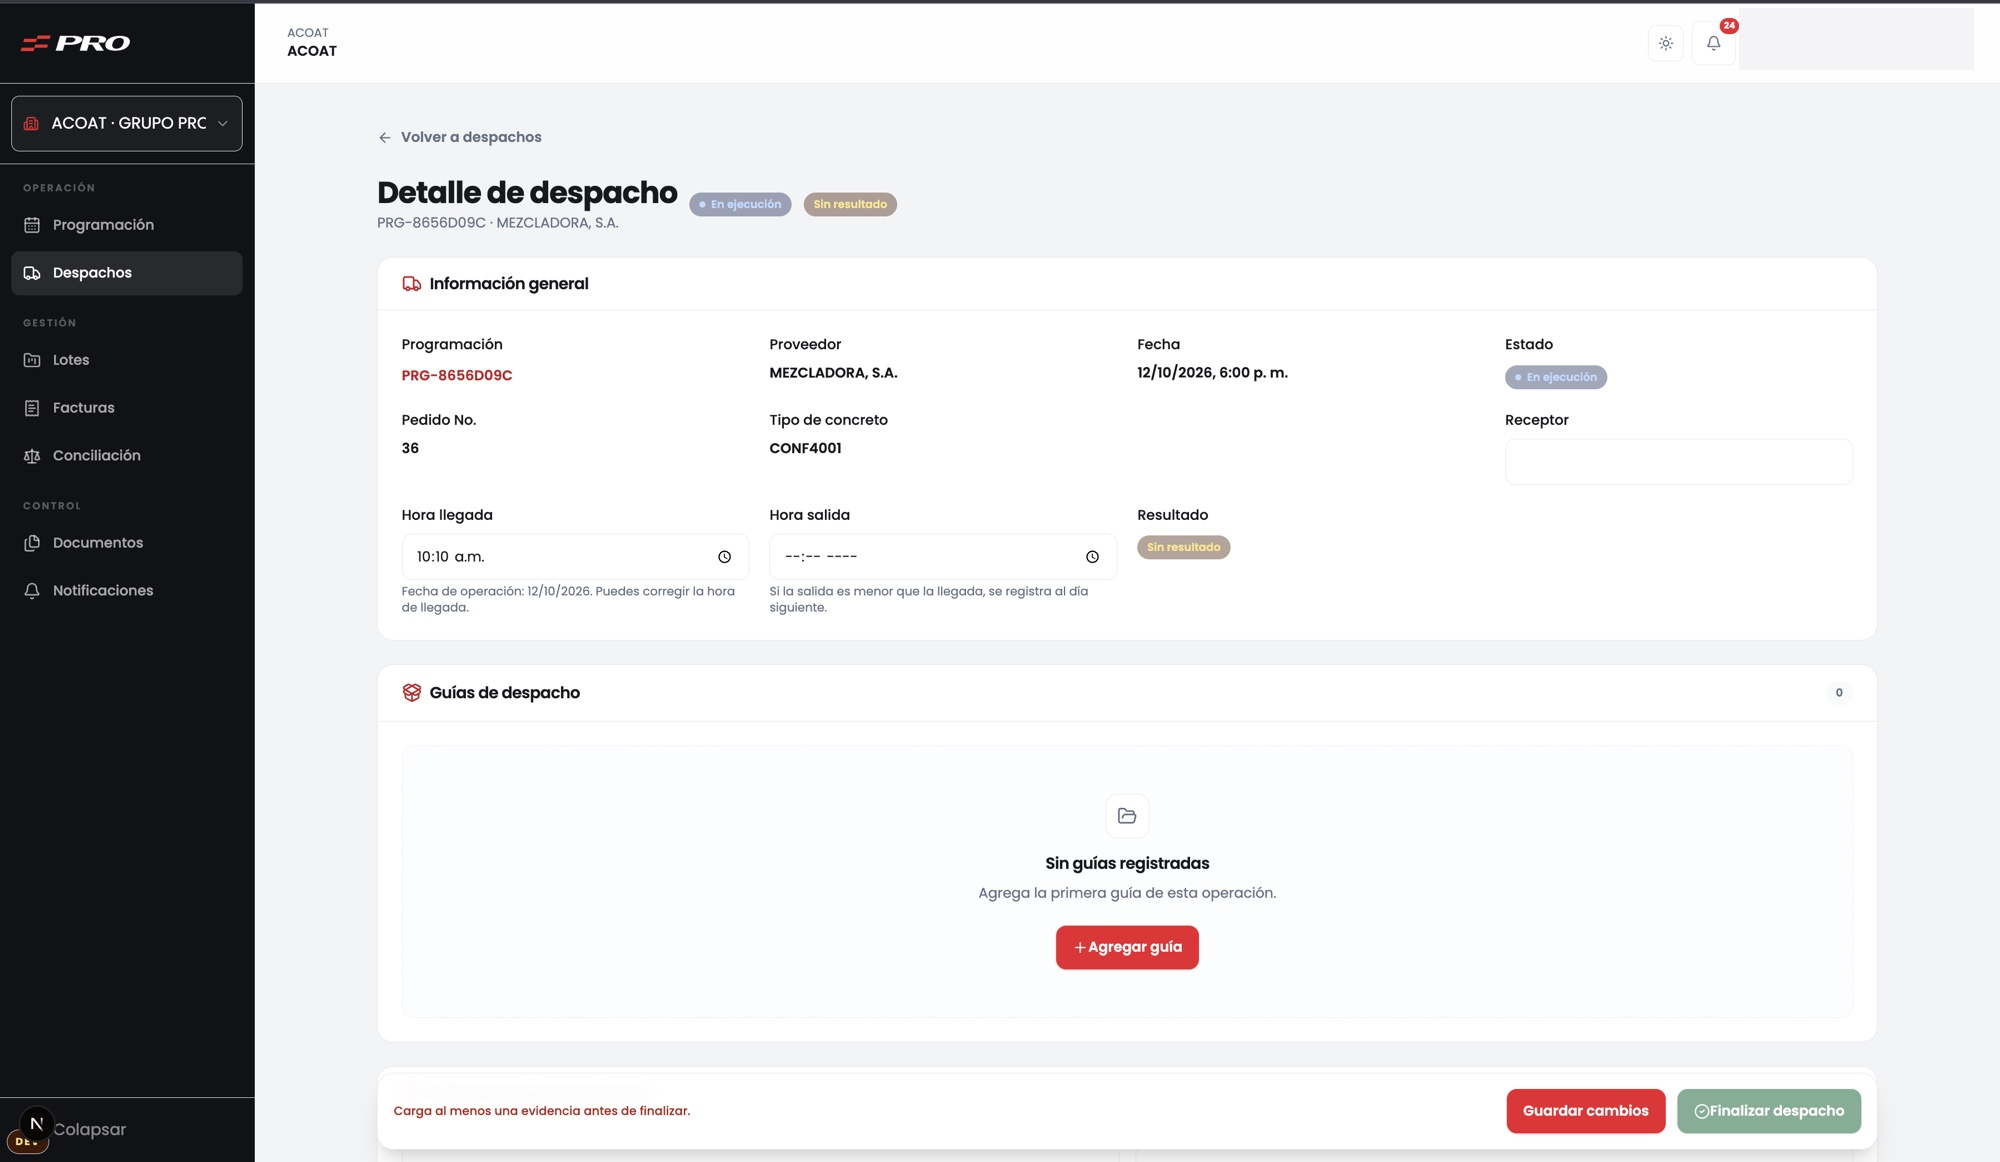 PRO
ACOAT · GRUPO PRO
OPERACIÓN
Programación
Despachos
GESTIÓN
Lotes
Facturas
Conciliación
CONTROL
Documentos
Notificaciones
N
DEV
Colapsar
ACOAT
ACOAT
24
Volver a despachos
Detalle de despacho
En ejecución
Sin resultado
PRG-8656D09C · MEZCLADORA, S.A.
Información general
Programación
PRG-8656D09C
Proveedor
MEZCLADORA, S.A.
Fecha
12/10/2026, 6:00 p. m.
Estado
En ejecución
Pedido No.
36
Tipo de concreto
CONF4001
Receptor
Hora llegada
10:10 a.m.
Fecha de operación: 12/10/2026. Puedes corregir la hora
de llegada.
Hora salida
--:-- ----
Si la salida es menor que la llegada, se registra al día
siguiente.
Resultado
Sin resultado
Guías de despacho
0
Sin guías registradas
Agrega la primera guía de esta operación.
+ Agregar guía
Carga al menos una evidencia antes de finalizar.
Guardar cambios
Finalizar despacho